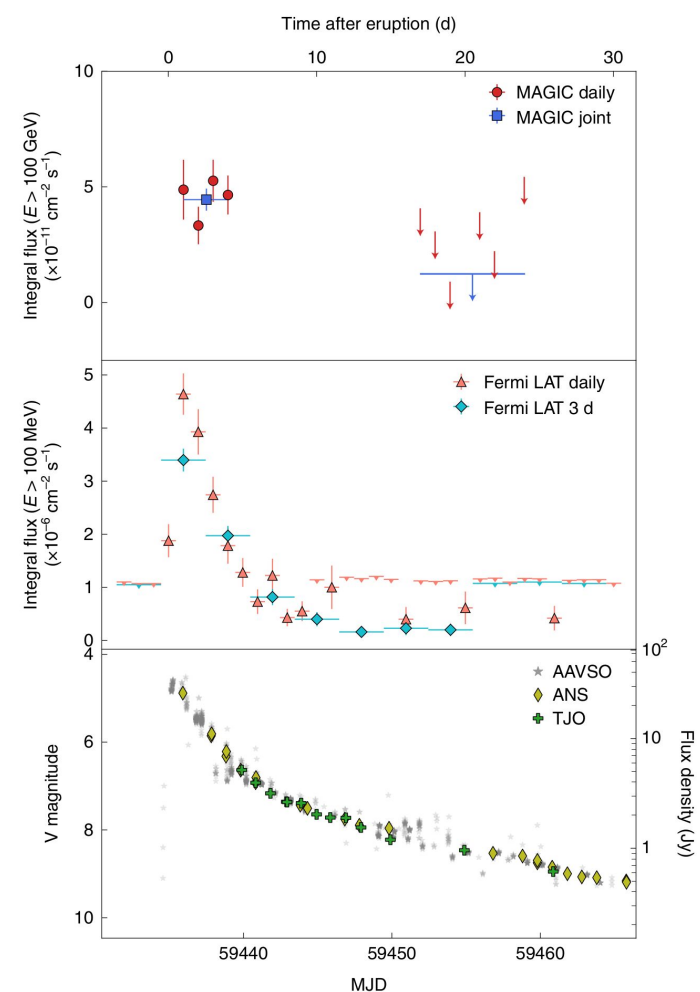 Time after eruption (d)
0 10 20 30
10
5
0
Integral flux (E > 100 GeV)
(×10⁻¹¹ cm⁻² s⁻¹)
MAGIC daily
MAGIC joint
5
4
3
2
1
0
Integral flux (E > 100 MeV)
(×10⁻⁶ cm⁻² s⁻¹)
Fermi LAT daily
Fermi LAT 3 d
4
6
8
10
V magnitude
AAVSO
ANS
TJO
10²
10
1
Flux density (Jy)
59440 59450 59460
MJD